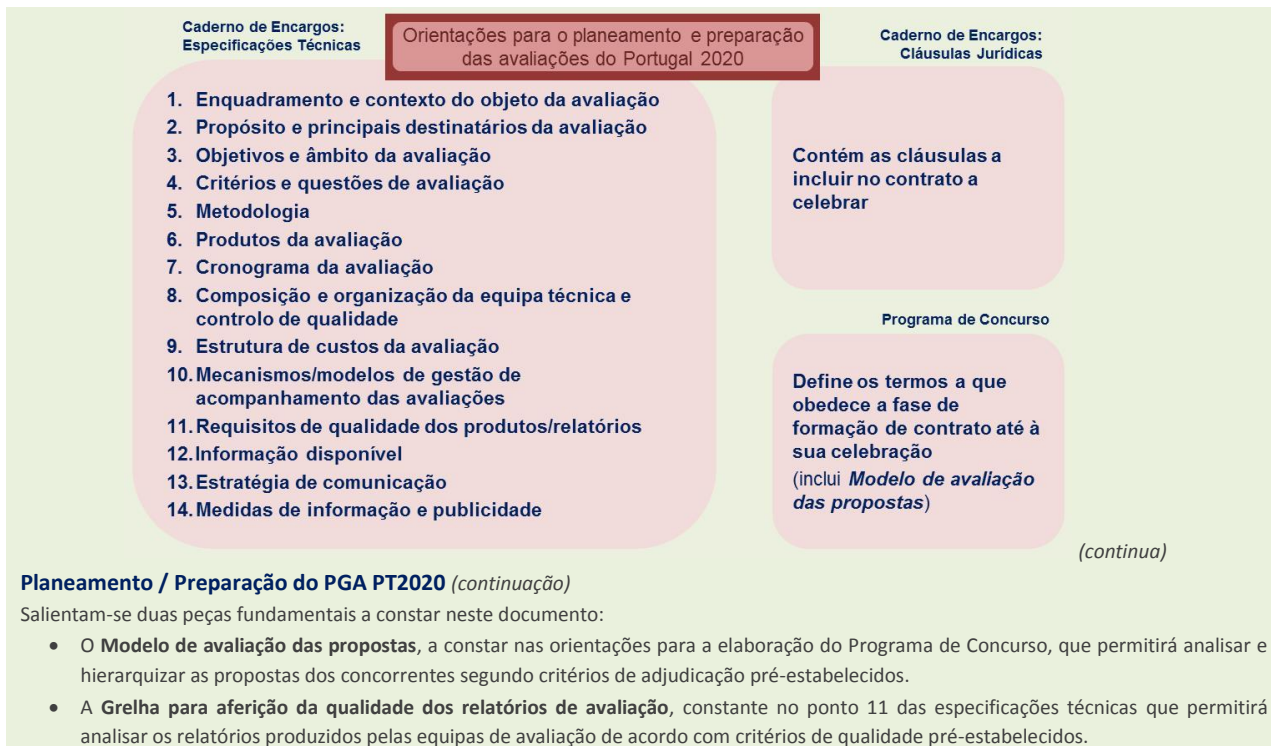 Caderno de Encargos:
Especificações Técnicas
Orientações para o planeamento e preparação
das avaliações do Portugal 2020
Caderno de Encargos:
Cláusulas Jurídicas
1. Enquadramento e contexto do objeto da avaliação
2. Propósito e principais destinatários da avaliação
3. Objetivos e âmbito da avaliação
4. Critérios e questões de avaliação
5. Metodologia
6. Produtos da avaliação
7. Cronograma da avaliação
8. Composição e organização da equipa técnica e
controlo de qualidade
9. Estrutura de custos da avaliação
10. Mecanismos/modelos de gestão de
acompanhamento das avaliações
11. Requisitos de qualidade dos produtos/relatórios
12. Informação disponível
13. Estratégia de comunicação
14. Medidas de informação e publicidade
Contém as cláusulas a
incluir no contrato a
celebrar
Programa de Concurso
Define os termos a que
obedece a fase de
formação de contrato até à
sua celebração
(inclui Modelo de avaliação
das propostas)
(continua)
Planeamento / Preparação do PGA PT2020 (continuação)
Salientam-se duas peças fundamentais a constar neste documento:
• O Modelo de avaliação das propostas, a constar nas orientações para a elaboração do Programa de Concurso, que permitirá analisar e
hierarquizar as propostas dos concorrentes segundo critérios de adjudicação pré-estabelecidos.
• A Grelha para aferição da qualidade dos relatórios de avaliação, constante no ponto 11 das especificações técnicas que permitirá
analisar os relatórios produzidos pelas equipas de avaliação de acordo com critérios de qualidade pré-estabelecidos.